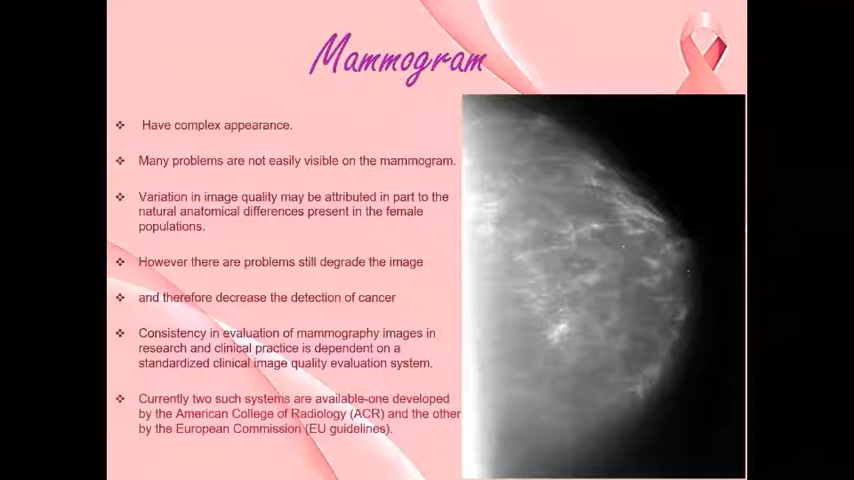 Mammogram
Have complex appearance.
Many problems are not easily visible on the mammogram.
Variation in image quality may be attributed in part to the
natural anatomical differences present in the female
populations.
However there are problems still degrade the image
and therefore decrease the detection of cancer
Consistency in evaluation of mammography images in
research and clinical practice is dependent on a
standardized clinical image quality evaluation system.
Currently two such systems are available-one developed
by the American College of Radiology (ACR) and the other
by the European Commission (EU guidelines).